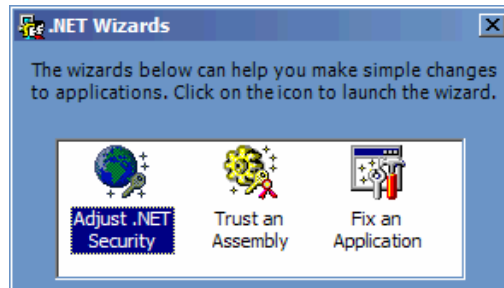 .NET Wizards
The wizards below can help you make simple changes
to applications. Click on the icon to launch the wizard.
Adjust .NET
Security
Trust an
Assembly
Fix an
Application